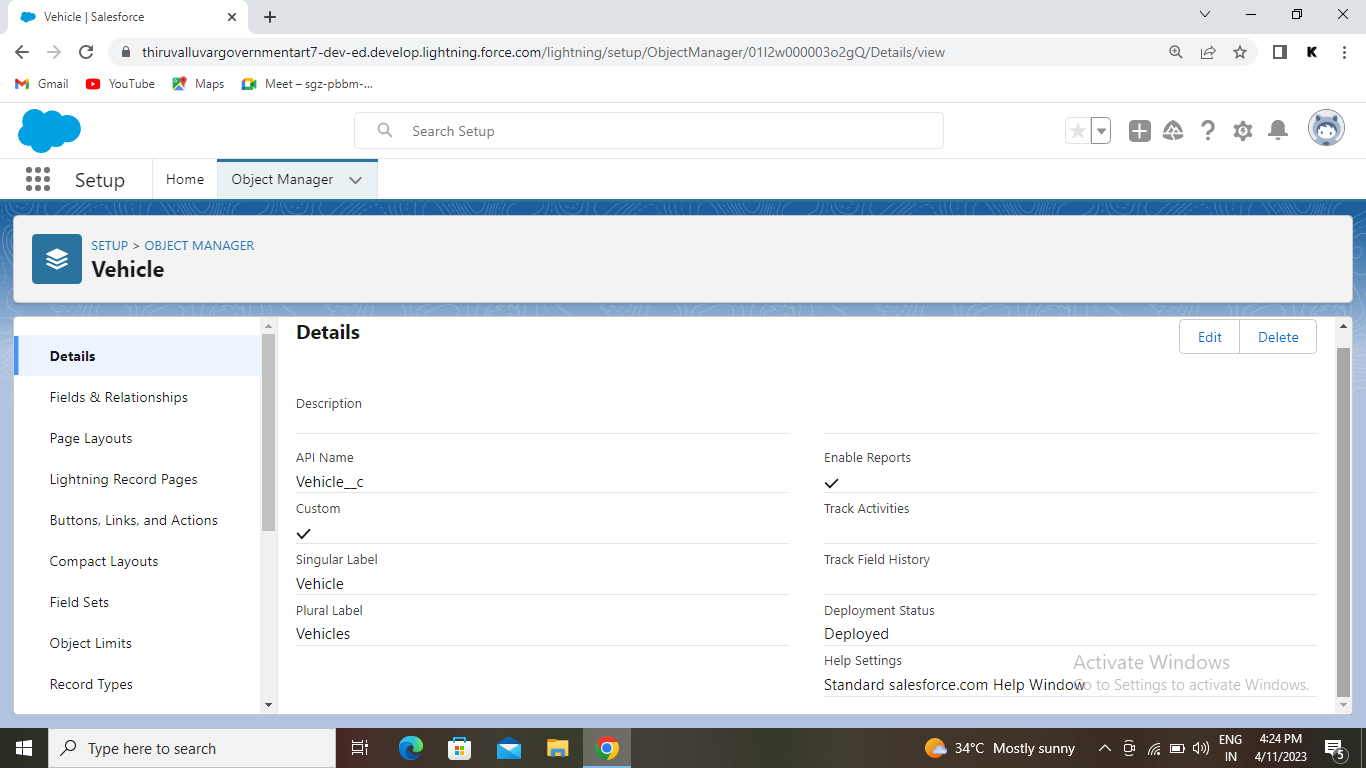 Vehicle | Salesforce
thiruvalluvargovernmentart7-dev-ed.develop.lightning.force.com/lightning/setup/ObjectManager/01I2w000003o2gQ/Details/view
K
Gmail
YouTube
Maps
Meet – sgz-pbbm-...
Search Setup
Setup
Home
Object Manager
SETUP > OBJECT MANAGER
Vehicle
Details
Fields & Relationships
Page Layouts
Lightning Record Pages
Buttons, Links, and Actions
Compact Layouts
Field Sets
Object Limits
Record Types
Details
Edit
Delete
Description
API Name
Vehicle__c
Custom
Singular Label
Vehicle
Plural Label
Vehicles
Enable Reports
Track Activities
Track Field History
Deployment Status
Deployed
Help Settings
Standard salesforce.com Help Window
Activate Windows
Go to Settings to activate Windows.
Type here to search
34°C Mostly sunny
ENG
IN
4:24 PM
4/11/2023
5